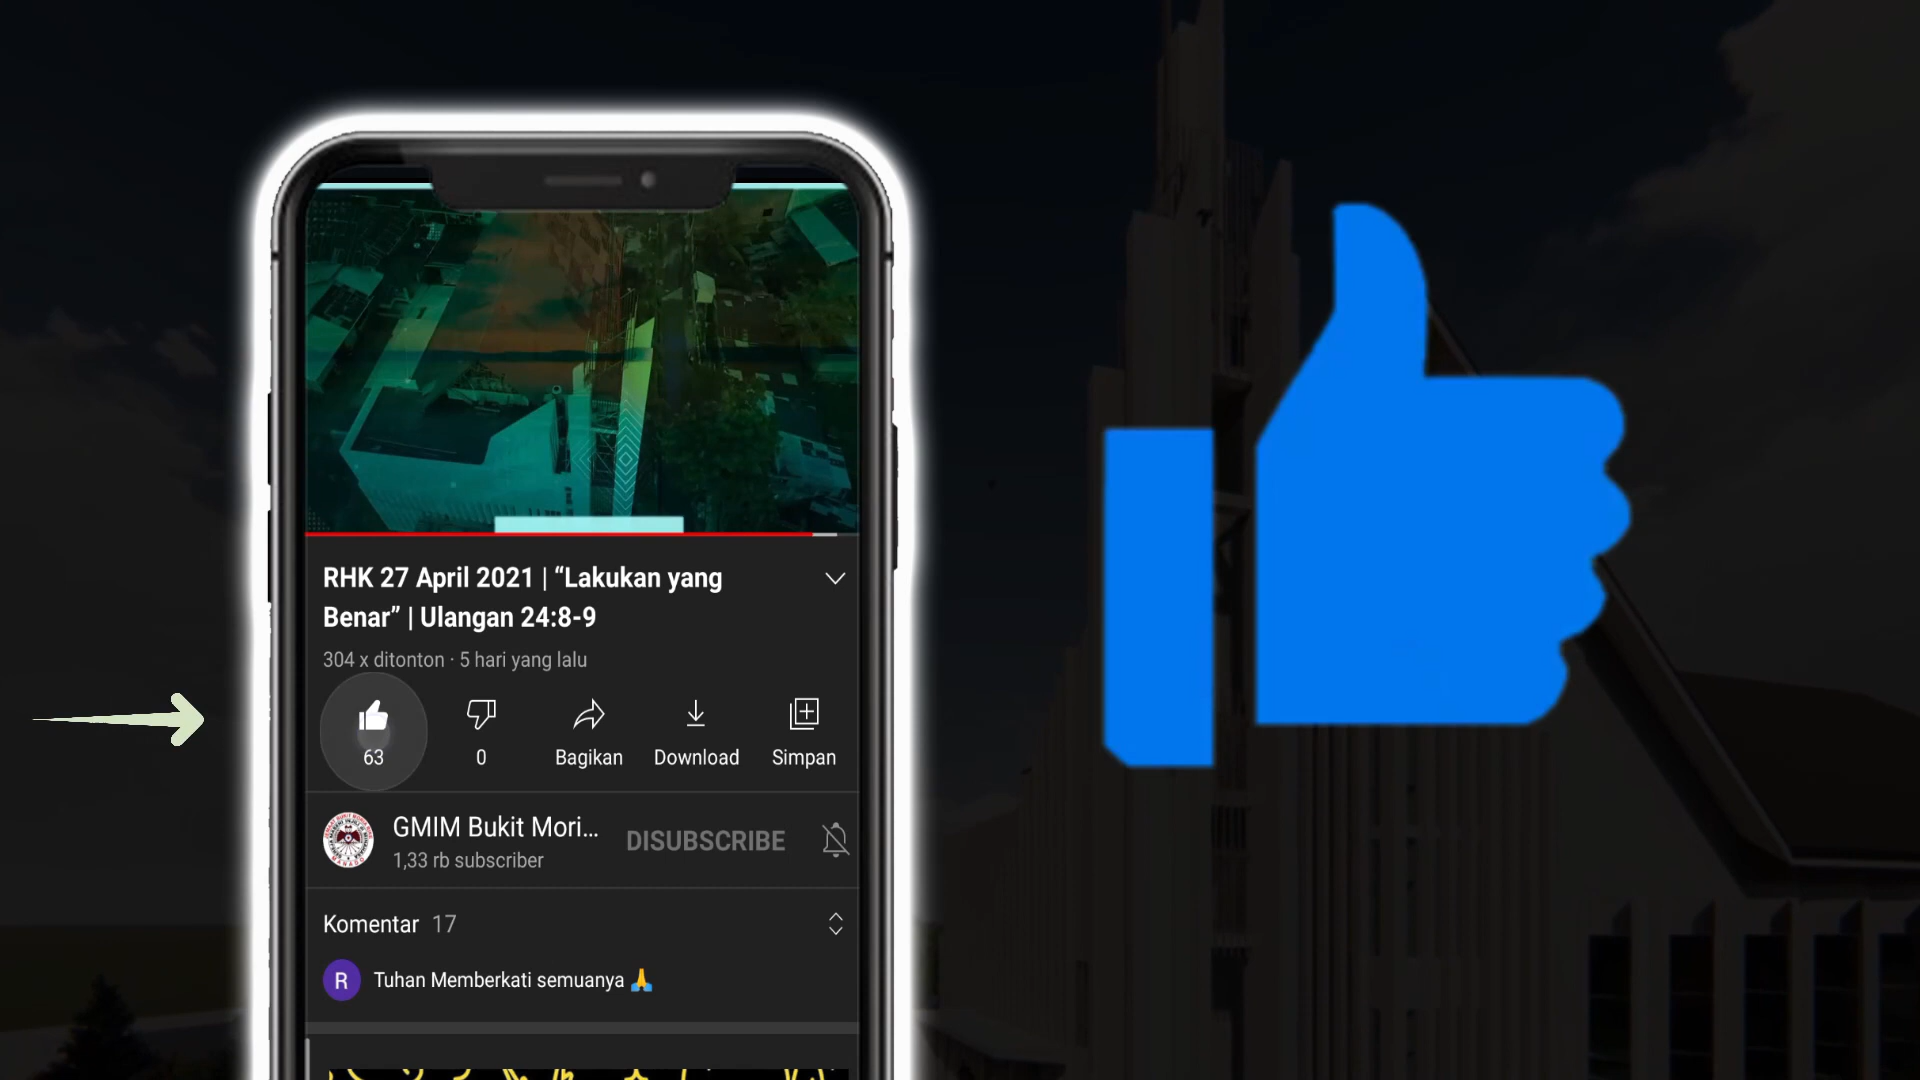 RHK 27 April 2021 | “Lakukan yang
Benar” | Ulangan 24:8-9
304 x ditonton · 5 hari yang lalu
63
0
Bagikan
Download
Simpan
GMIM Bukit Mori...
DISUBSCRIBE
1,33 rb subscriber
Komentar 17
R
Tuhan Memberkati semuanya 🙏